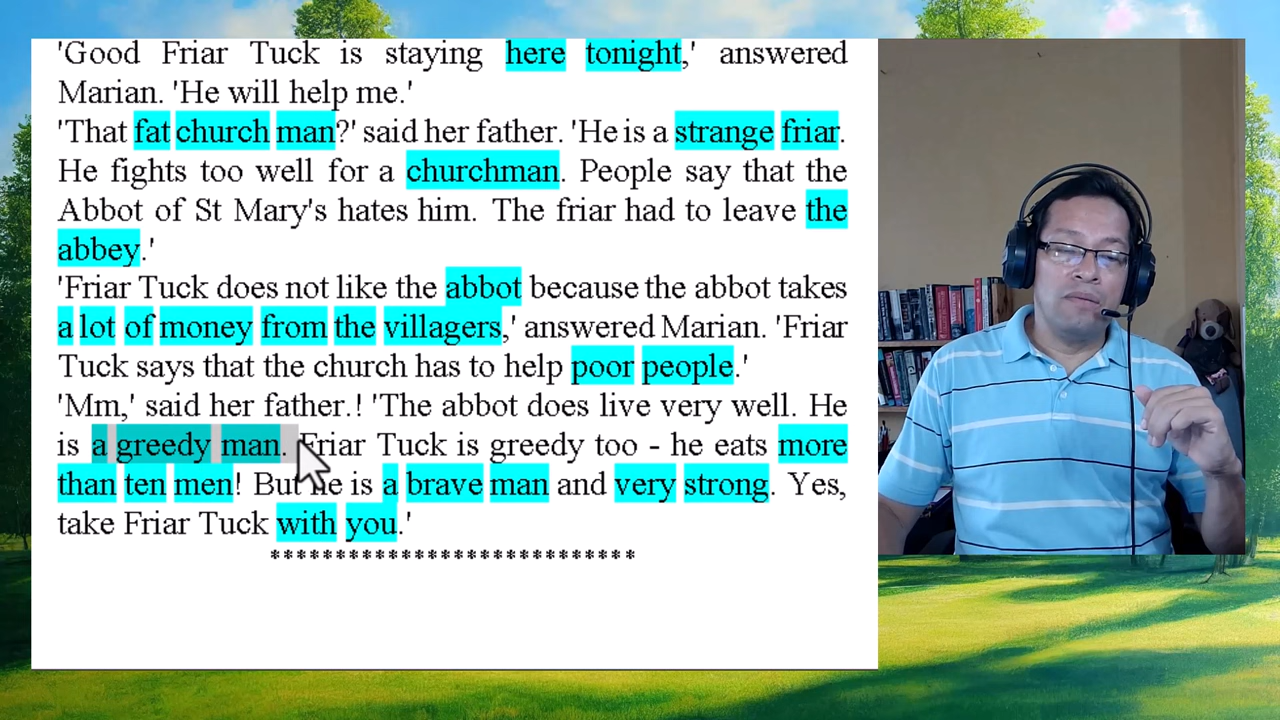 'Good Friar Tuck is staying here tonight,' answered
Marian. 'He will help me.'
'That fat church man?' said her father. 'He is a strange friar.
He fights too well for a churchman. People say that the
Abbot of St Mary's hates him. The friar had to leave the
abbey.'
'Friar Tuck does not like the abbot because the abbot takes
a lot of money from the villagers,' answered Marian. 'Friar
Tuck says that the church has to help poor people.'
'Mm,' said her father.! 'The abbot does live very well. He
is a greedy man. Friar Tuck is greedy too - he eats more
than ten men! But he is a brave man and very strong. Yes,
take Friar Tuck with you.'
****************************